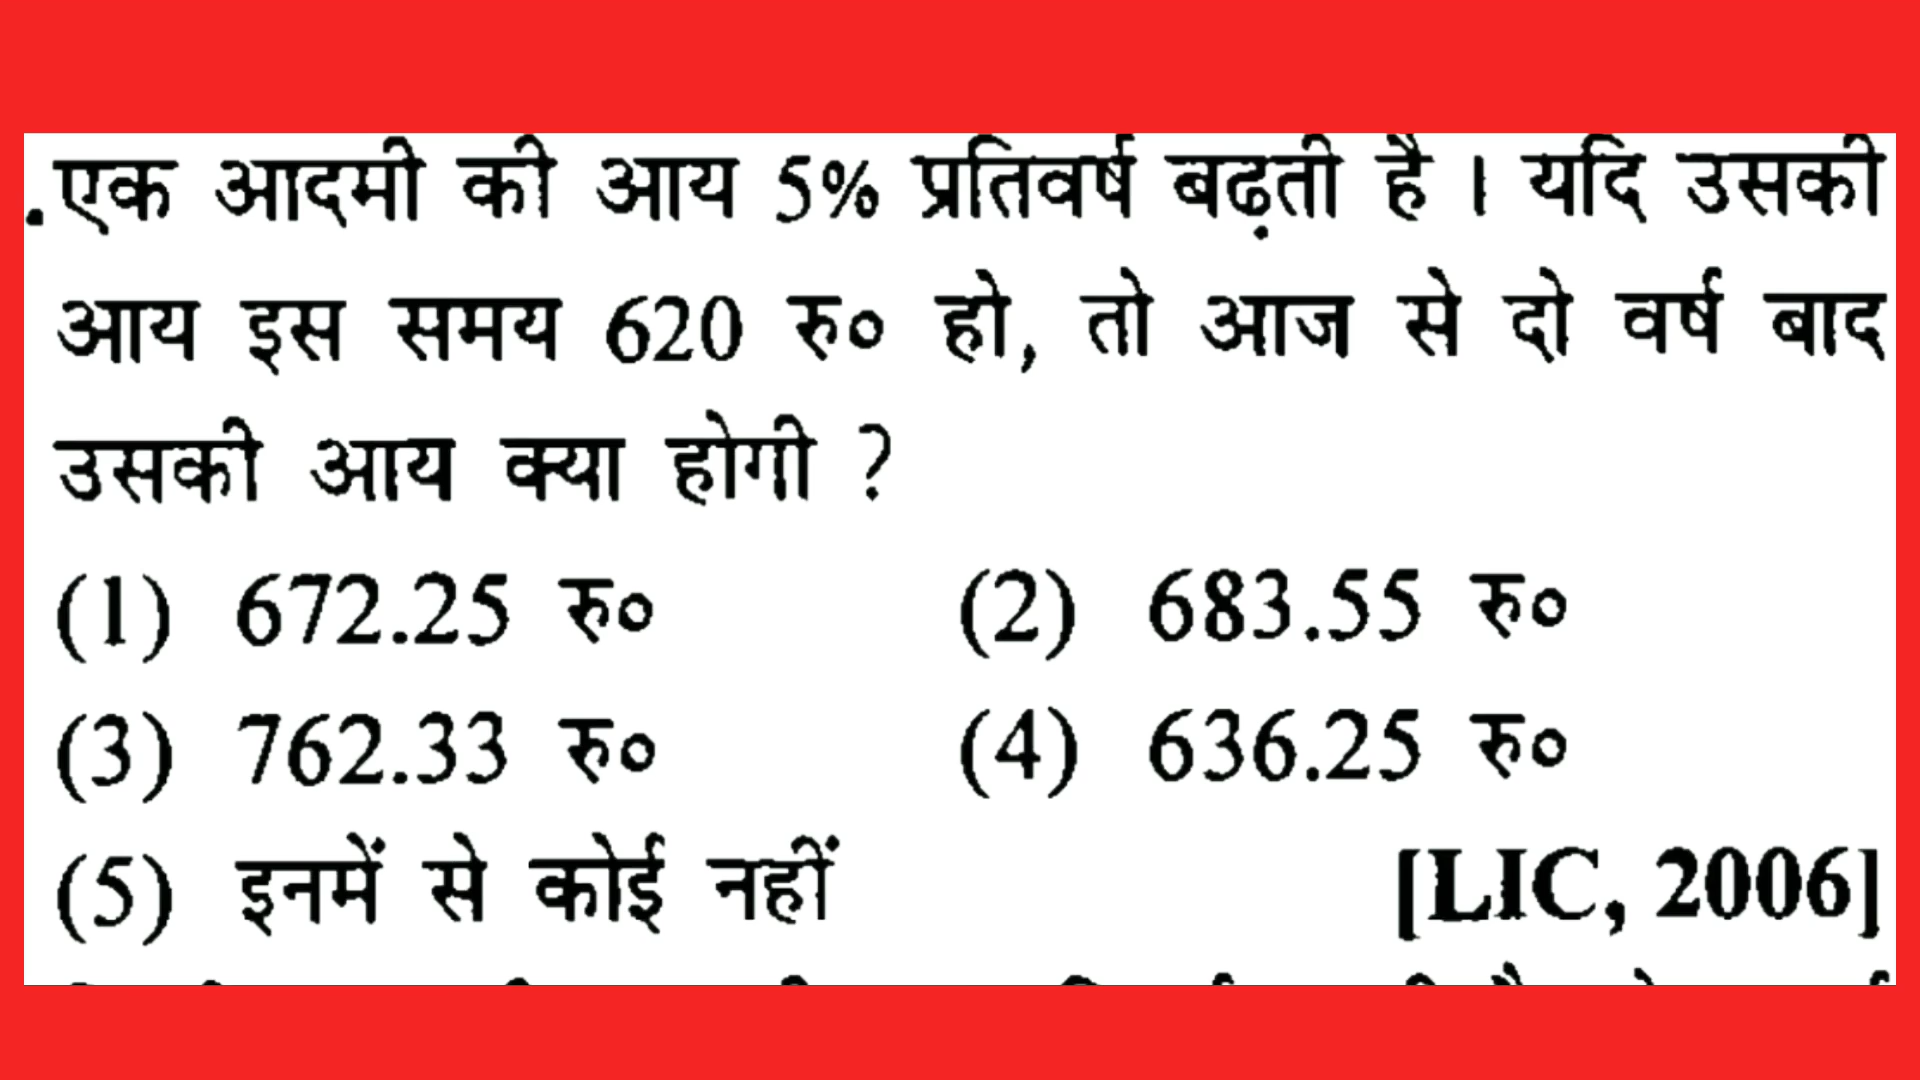 .एक आदमी की आय 5% प्रतिवर्ष बढ़ती है । यदि उसकी
आय इस समय 620 रु० हो, तो आज से दो वर्ष बाद
उसकी आय क्या होगी ?
(1) 672.25 रु० (2) 683.55 रु०
(3) 762.33 रु० (4) 636.25 रु०
(5) इनमें से कोई नहीं [LIC, 2006]